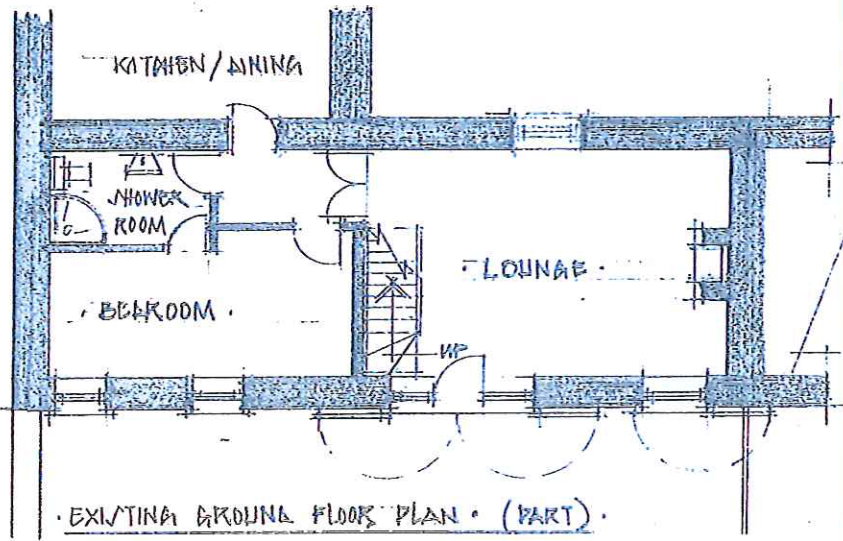 KITCHEN/DINING
SHOWER
ROOM
· LOUNGE ·
· BEDROOM ·
UP
· EXISTING GROUND FLOOR PLAN · (PART) ·